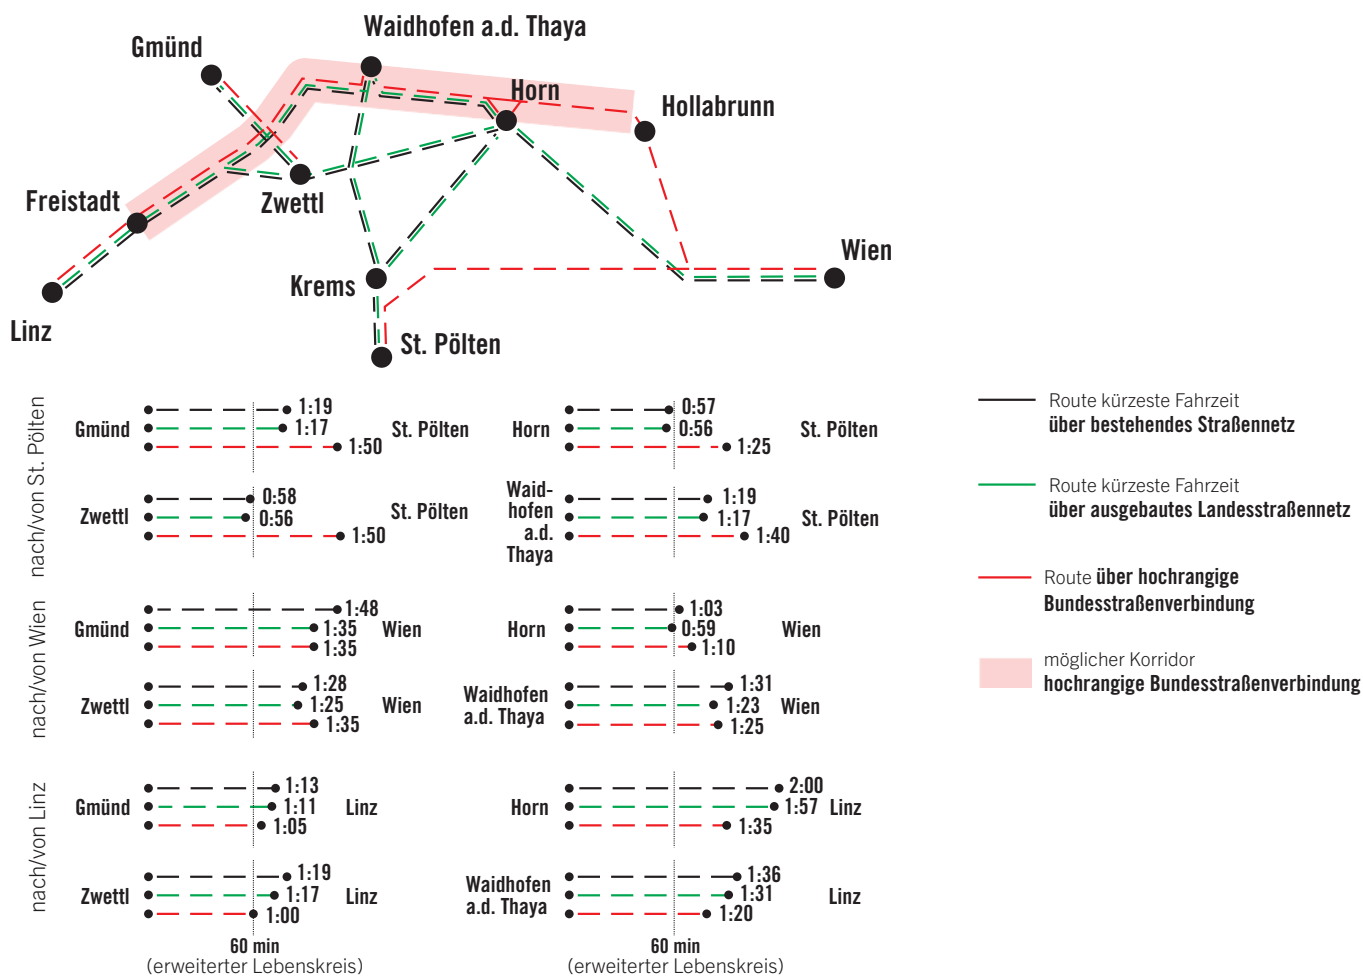 Waidhofen a.d. Thaya
Gmünd
Horn
Hollabrunn
Freistadt
Zwettl
Wien
Krems
Linz
St. Pölten
nach/von St. Pölten
Gmünd
1:19
1:17
1:50
St. Pölten
Horn
0:57
0:56
1:25
St. Pölten
Zwettl
0:58
0:56
1:50
St. Pölten
Waid-
hofen
a.d.
Thaya
1:19
1:17
1:40
St. Pölten
nach/von Wien
Gmünd
1:48
1:35
1:35
Wien
Horn
1:03
0:59
1:10
Wien
Zwettl
1:28
1:25
1:35
Wien
Waidhofen
a.d. Thaya
1:31
1:23
1:25
Wien
nach/von Linz
Gmünd
1:13
1:11
1:05
Linz
Horn
2:00
1:57
1:35
Linz
Zwettl
1:19
1:17
1:00
Linz
Waidhofen
a.d. Thaya
1:36
1:31
1:20
Linz
60 min
(erweiterter Lebenskreis)
60 min
(erweiterter Lebenskreis)
Route kürzeste Fahrzeit
über bestehendes Straßennetz
Route kürzeste Fahrzeit
über ausgebautes Landesstraßennetz
Route über hochrangige
Bundesstraßenverbindung
möglicher Korridor
hochrangige Bundesstraßenverbindung